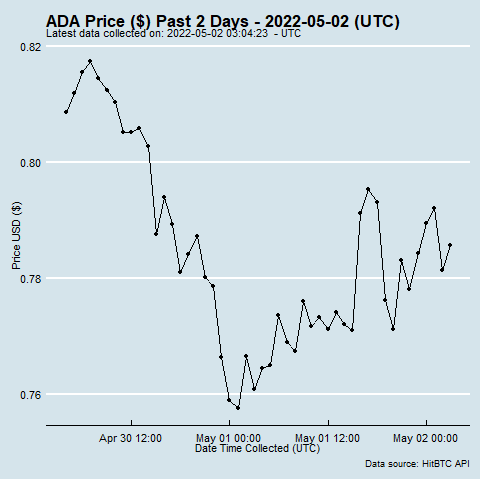 ADA Price ($) Past 2 Days - 2022-05-02 (UTC)
Latest data collected on: 2022-05-02 03:04:23 - UTC
0.82
0.80
0.78
0.76
Price USD ($)
Apr 30 12:00 May 01 00:00 May 01 12:00 May 02 00:00
Date Time Collected (UTC)
Data source: HitBTC API